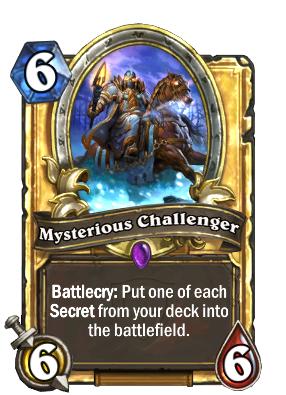 6
Mysterious Challenger
Battlecry: Put one of each
Secret from your deck into
the battlefield.
6
6